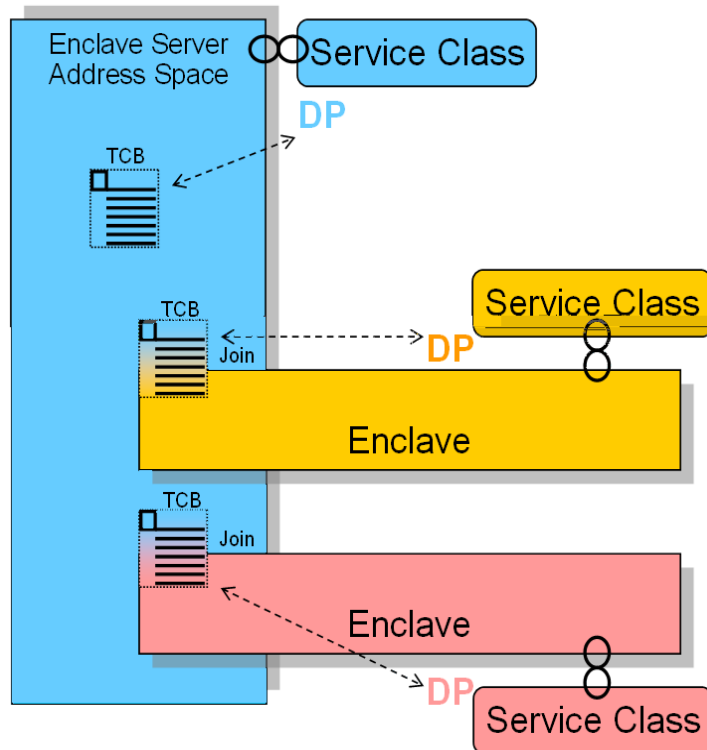 Enclave Server
Address Space
Service Class
DP
TCB
Service Class
TCB
DP
Join
Enclave
TCB
Join
Enclave
DP
Service Class